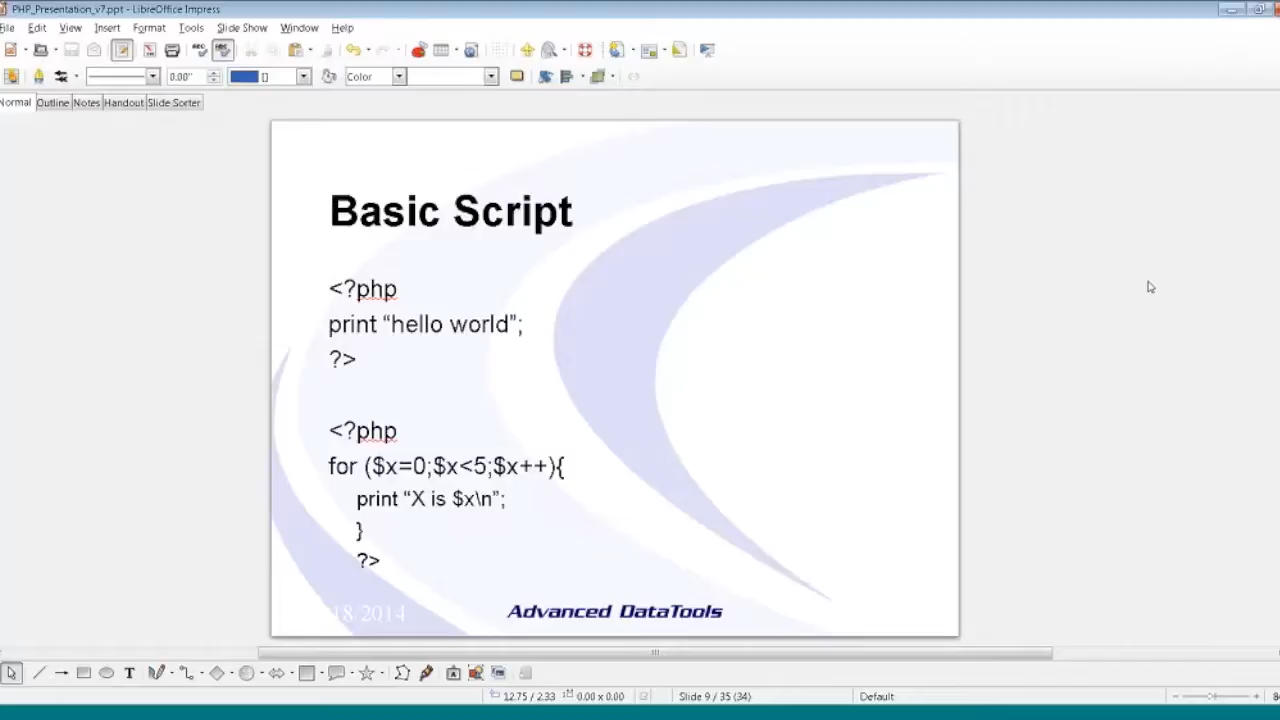 PHP_Presentation_v7.ppt - LibreOffice Impress
File Edit View Insert Format Tools Slide Show Window Help
0.00" [] Color
Normal Outline Notes Handout Slide Sorter
Basic Script
<?php
print “hello world”;
?>
<?php
for ($x=0;$x<5;$x++){
print “X is $x\n”;
}
?>
18/2014 Advanced DataTools
12.75 / 2.33 0.00 x 0.00 Slide 9 / 35 (34) Default